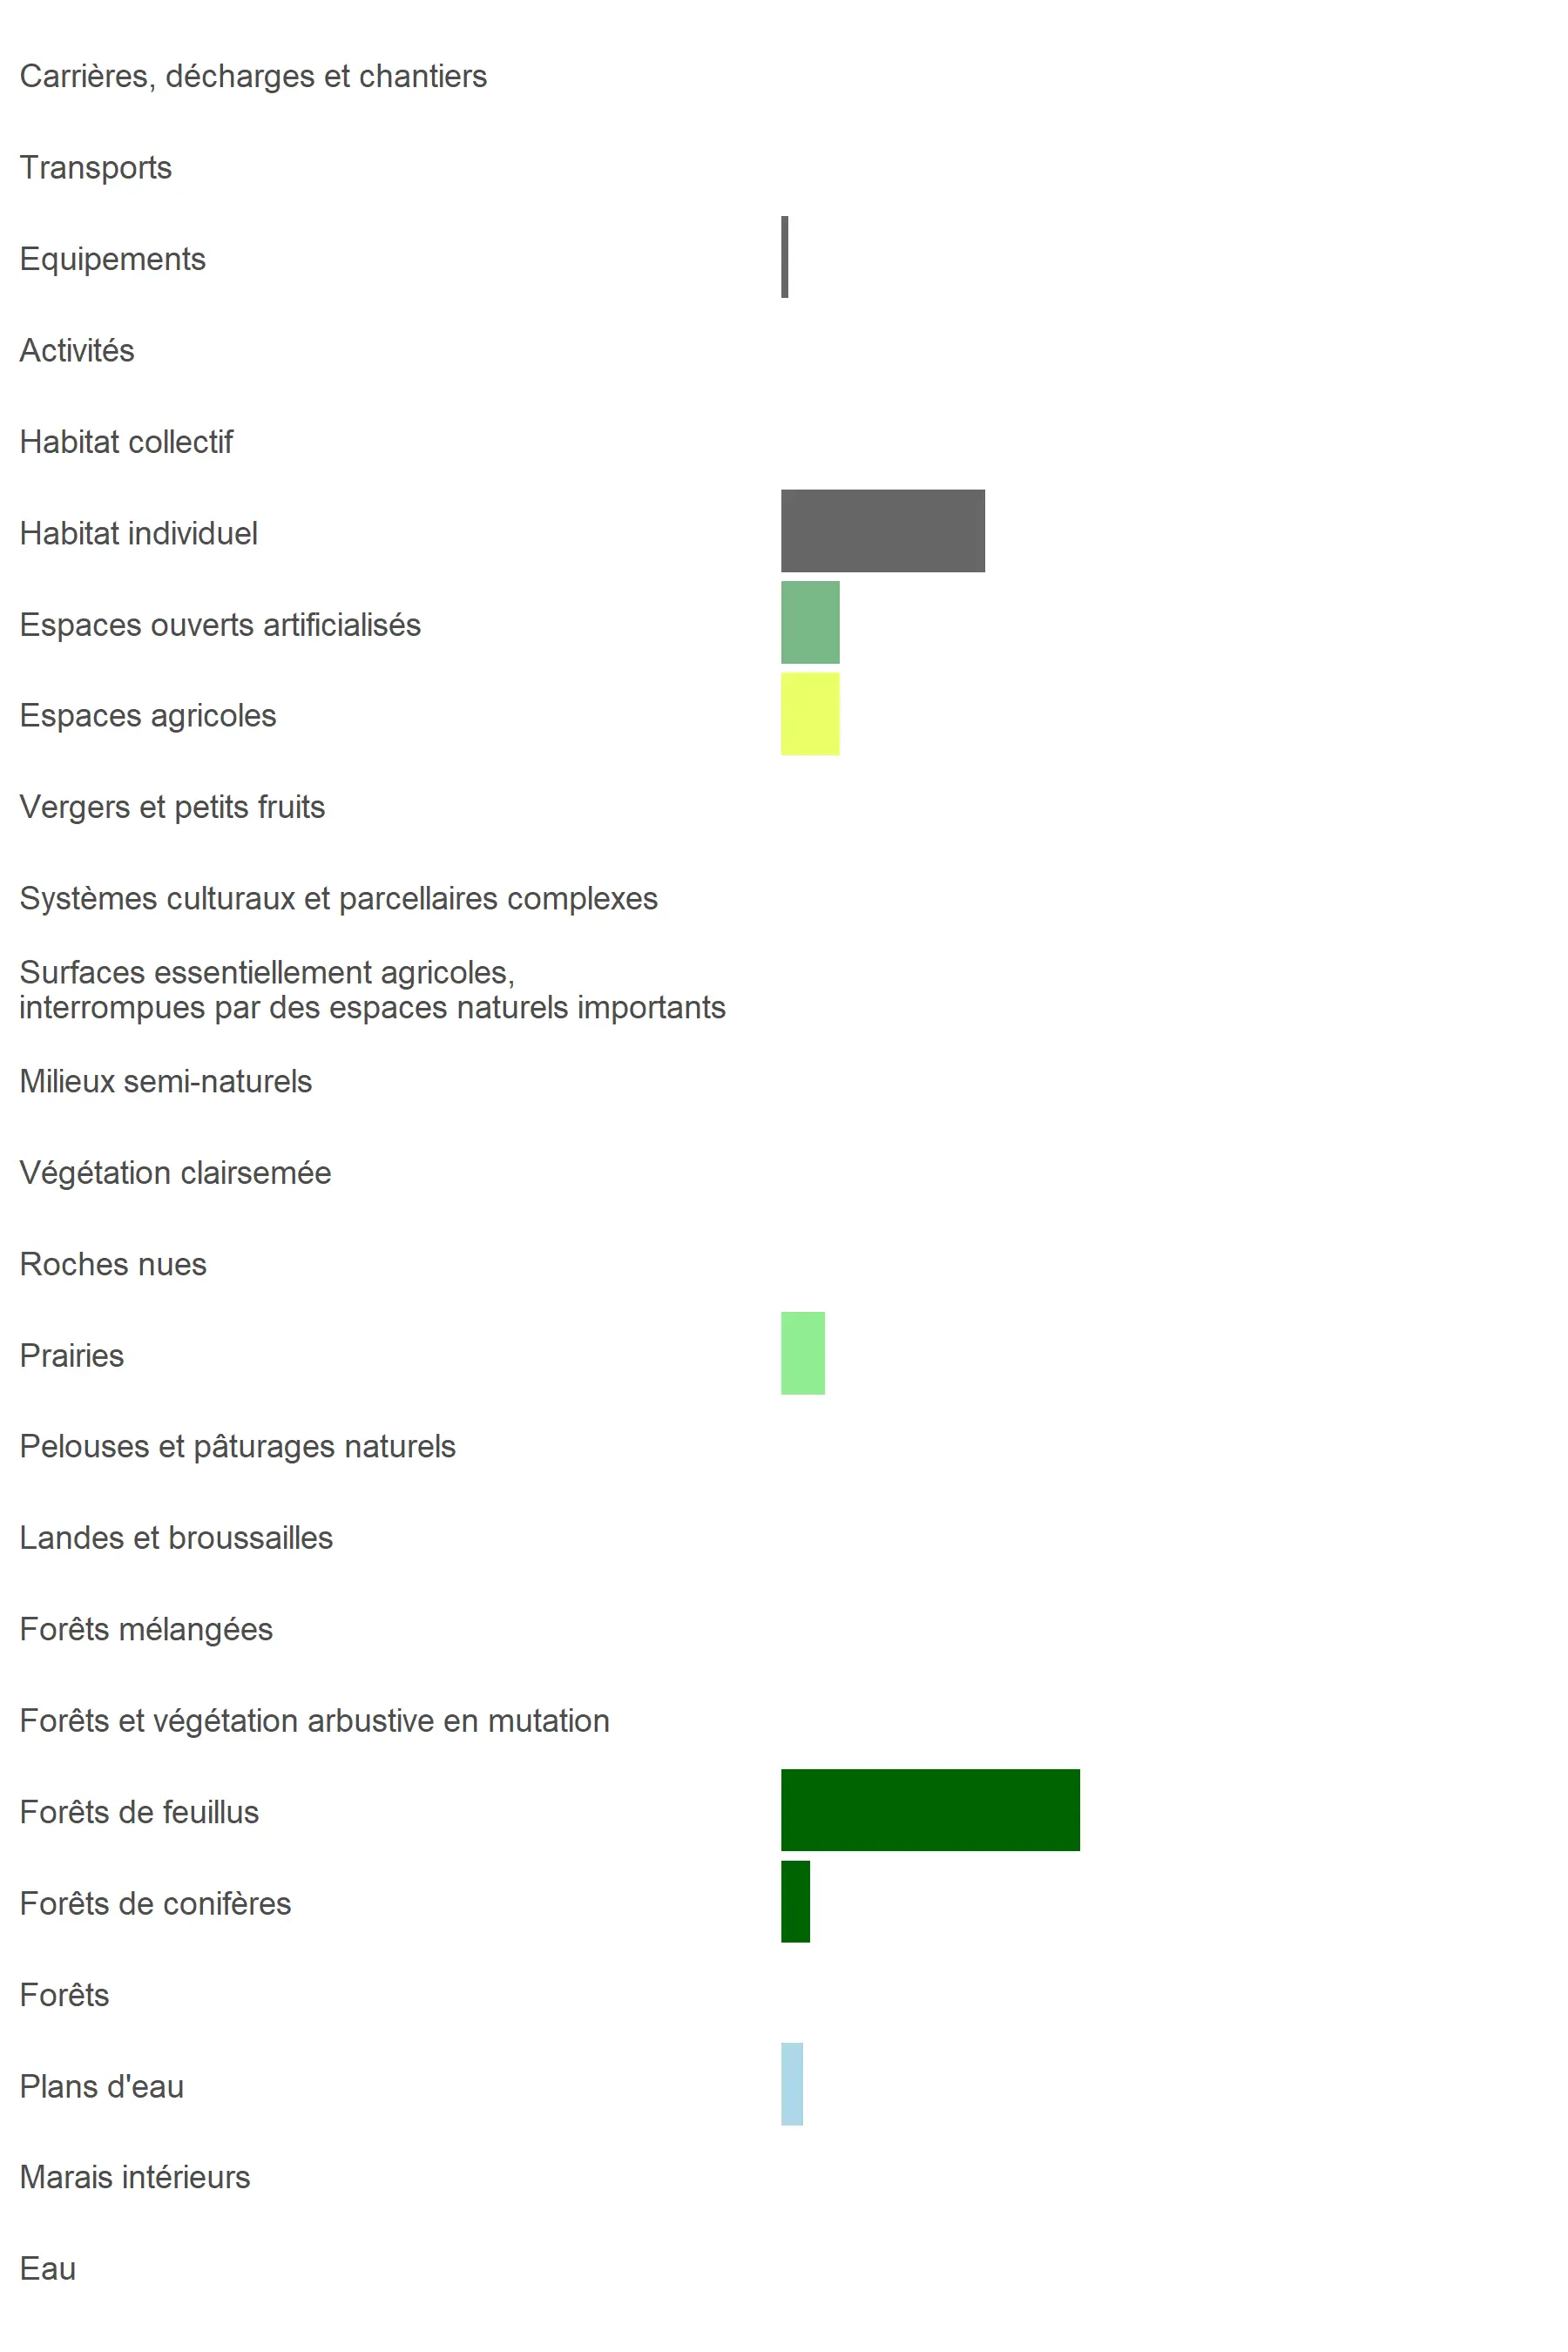 Carrières, décharges et chantiers
Transports
Equipements
Activités
Habitat collectif
Habitat individuel
Espaces ouverts artificialisés
Espaces agricoles
Vergers et petits fruits
Systèmes culturaux et parcellaires complexes
Surfaces essentiellement agricoles,
interrompues par des espaces naturels importants
Milieux semi-naturels
Végétation clairsemée
Roches nues
Prairies
Pelouses et pâturages naturels
Landes et broussailles
Forêts mélangées
Forêts et végétation arbustive en mutation
Forêts de feuillus
Forêts de conifères
Forêts
Plans d'eau
Marais intérieurs
Eau